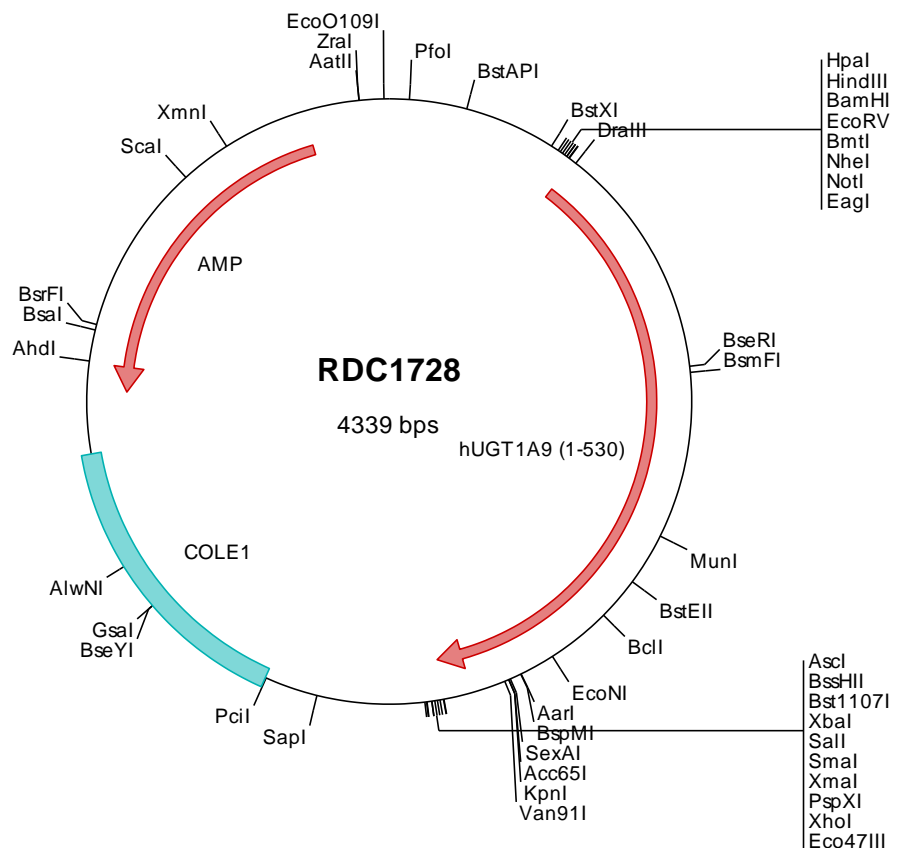 EcoO109I
ZraI
AatII
PfoI
BstAPI
BstXI
DraIII
HpaI
HindIII
BamHI
EcoRV
BmtI
NheI
NotI
EagI
XmnI
ScaI
AMP
BsrFI
BsaI
AhdI
RDC1728
4339 bps
hUGT1A9 (1-530)
BseRI
BsmFI
COLE1
AlwNI
GsaI
BseYI
PciI
SapI
MunI
BstEII
BclI
EcoNI
AarI
BspMI
SexAI
Acc65I
KpnI
Van91I
AscI
BssHII
Bst1107I
XbaI
SalI
SmaI
XmaI
PspXI
XhoI
Eco47III